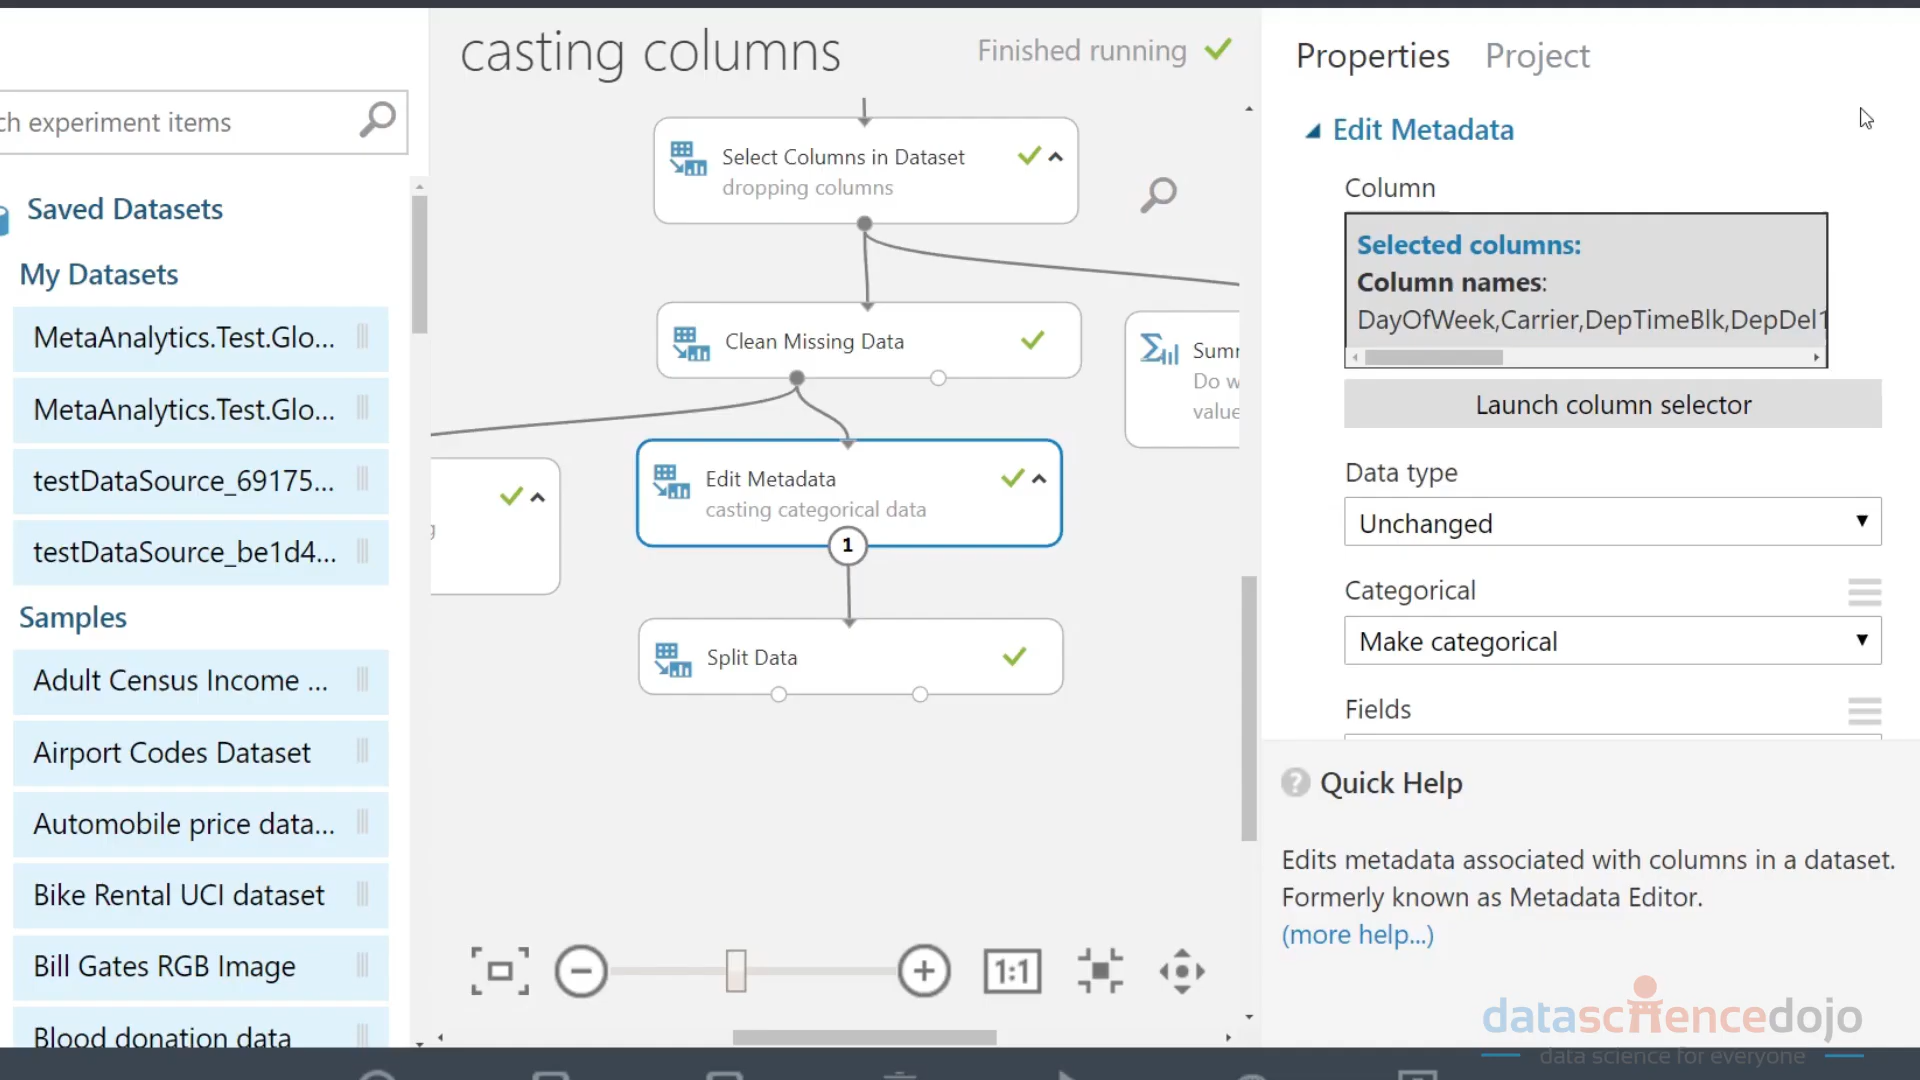 casting columns
Finished running
Properties Project
ch experiment items
Saved Datasets
My Datasets
MetaAnalytics.Test.Glo...
MetaAnalytics.Test.Glo...
testDataSource_69175...
testDataSource_be1d4...
Samples
Adult Census Income ...
Airport Codes Dataset
Automobile price data...
Bike Rental UCI dataset
Bill Gates RGB Image
Blood donation data
Select Columns in Dataset
dropping columns
Clean Missing Data
Summ
Do w
value
g
Edit Metadata
casting categorical data
1
Split Data
1:1
Edit Metadata
Column
Selected columns:
Column names:
DayOfWeek,Carrier,DepTimeBlk,DepDel1
Launch column selector
Data type
Unchanged
Categorical
Make categorical
Fields
Quick Help
Edits metadata associated with columns in a dataset.
Formerly known as Metadata Editor.
(more help...)
datasciencedojo
data science for everyone